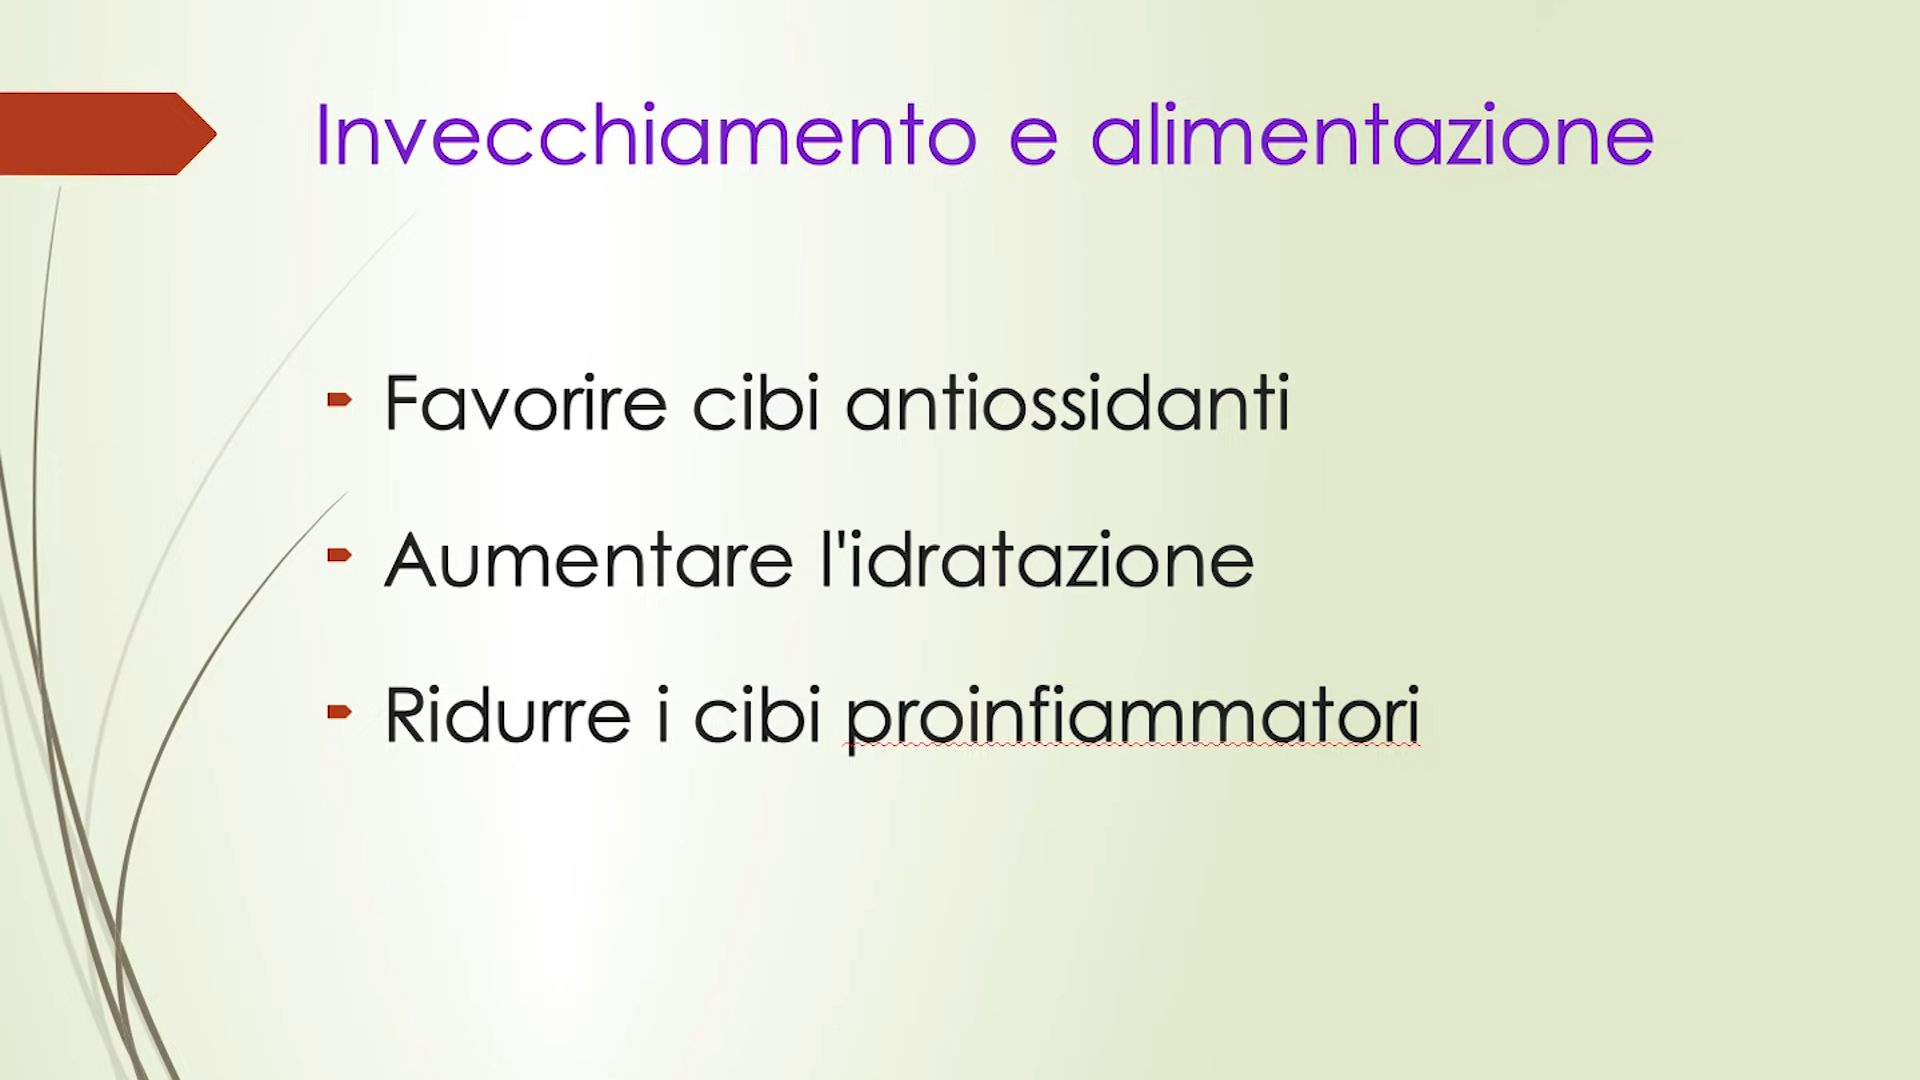 Invecchiamento e alimentazione
Favorire cibi antiossidanti
Aumentare l'idratazione
Ridurre i cibi proinfiammatori